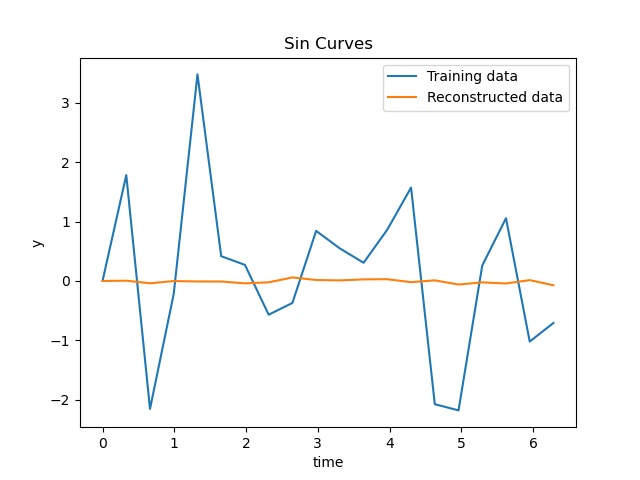 Sin Curves
Training data
Reconstructed data
3
2
1
0
−1
−2
y
0 1 2 3 4 5 6
time